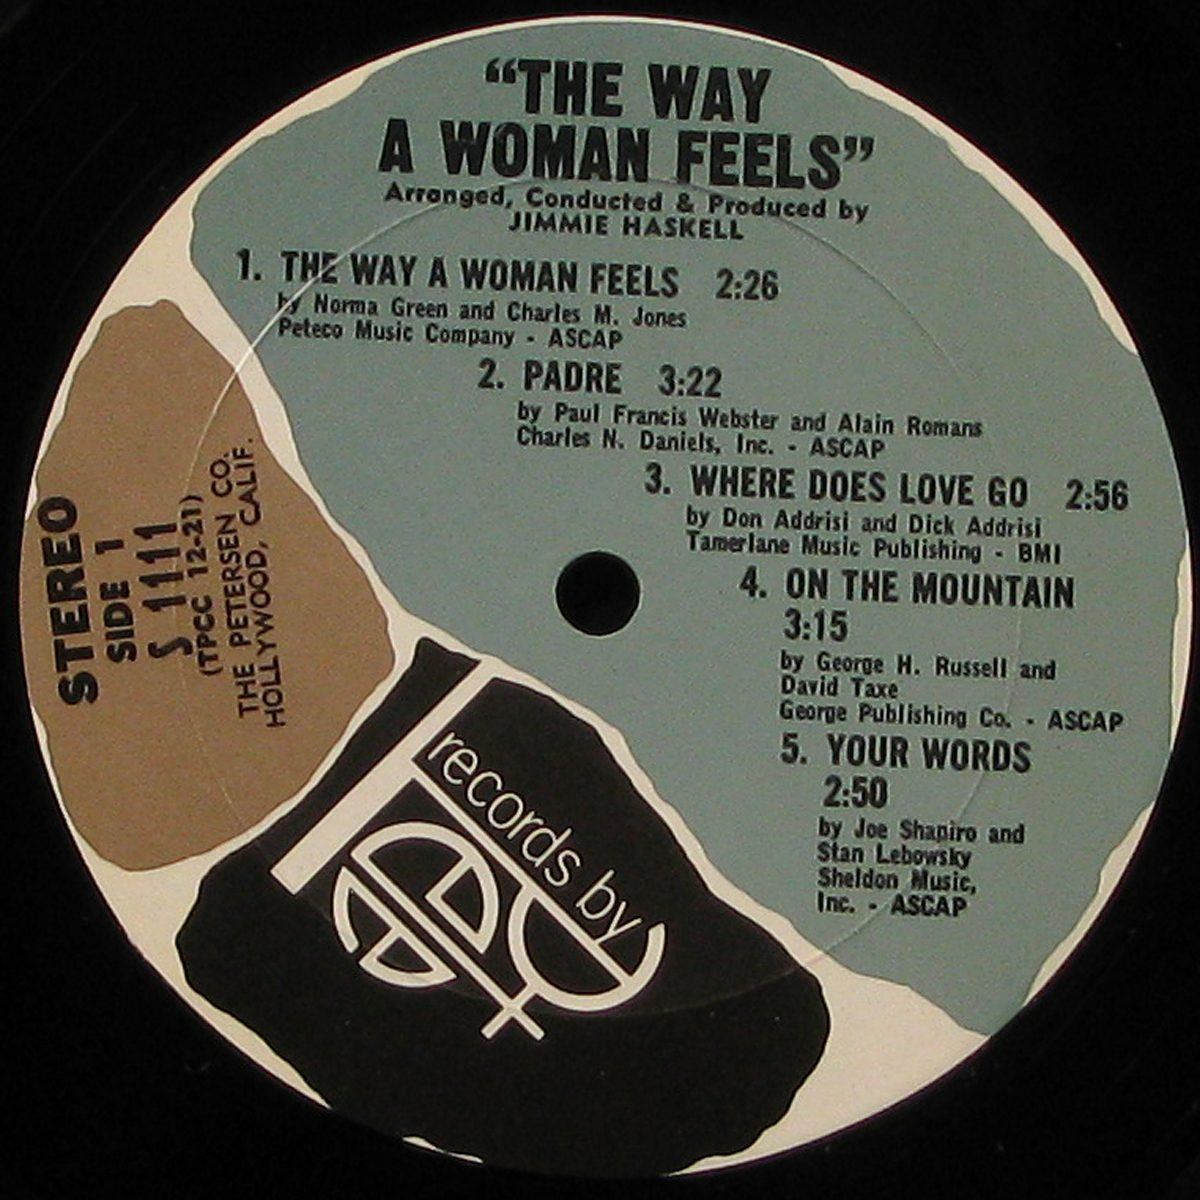 “THE WAY
A WOMAN FEELS”
Arranged, Conducted & Produced by
JIMMIE HASKELL
1. THE WAY A WOMAN FEELS 2:26
by Norma Green and Charles M. Jones
Peteco Music Company - ASCAP
2. PADRE 3:22
by Paul Francis Webster and Alain Romans
Charles N. Daniels, Inc. - ASCAP
3. WHERE DOES LOVE GO 2:56
by Don Addrisi and Dick Addrisi
Tamerlane Music Publishing - BMI
4. ON THE MOUNTAIN
3:15
by George H. Russell and
David Taxe
George Publishing Co. - ASCAP
5. YOUR WORDS
2:50
by Joe Shapiro and
Stan Lebowsky
Sheldon Music,
Inc. - ASCAP
STEREO
SIDE 1
S 1111
(TPCC 12-21)
THE PETERSEN CO.
HOLLYWOOD, CALIF.
records by